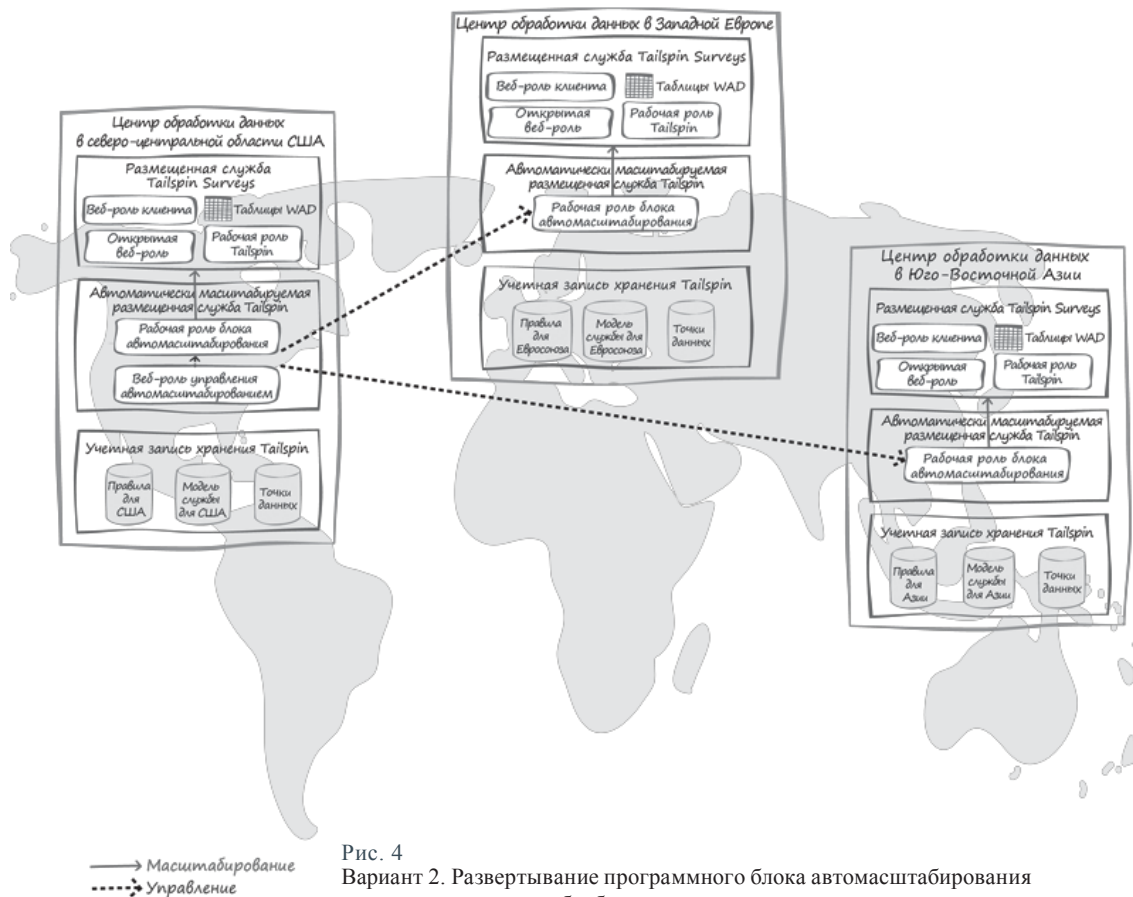 Центр обработки данных
в северо-центральной области США
Размещенная служба
Tailspin Surveys
Веб-роль клиента
Таблицы WAD
Открытая
веб-роль
Рабочая роль
Tailspin
Автоматически масштабируемая
размещенная служба Tailspin
Рабочая роль блока
автомасштабирования
Веб-роль управления
автомасштабированием
Учетная запись хранения Tailspin
Правила
для
США
Модель
службы
для США
Точки
данных
Центр обработки данных в Западной Европе
Размещенная служба Tailspin Surveys
Веб-роль клиента
Таблицы WAD
Открытая
веб-роль
Рабочая роль
Tailspin
Автоматически масштабируемая
размещенная служба Tailspin
Рабочая роль блока
автомасштабирования
Учетная запись хранения Tailspin
Правила
для
Евросоюза
Модель
службы для
Евросоюза
Точки
данных
Центр обработки данных
в Юго-Восточной Азии
Размещенная служба Tailspin Surveys
Веб-роль клиента
Таблицы WAD
Открытая
веб-роль
Рабочая роль
Tailspin
Автоматически масштабируемая
размещенная служба Tailspin
Рабочая роль блока
автомасштабирования
Учетная запись хранения Tailspin
Правила
для
Азии
Модель
службы
для Азии
Точки
данных
Масштабирование
Управление
Рис. 4
Вариант 2. Развертывание программного блока автомасштабирования